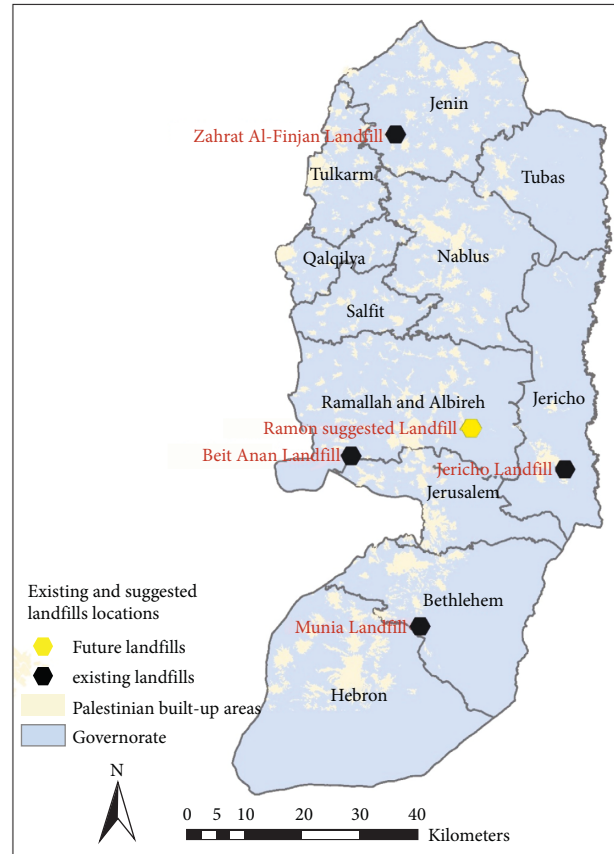 Jenin
Zahrat Al-Finjan Landfill
Tubas
Tulkarm
Qalqilya
Nablus
Salfit
Ramallah and Albireh
Jericho
Ramon suggested Landfill
Beit Anan Landfill
Jericho Landfill
Jerusalem
Bethlehem
Munia Landfill
Hebron
Existing and suggested
landfills locations
Future landfills
existing landfills
Palestinian built-up areas
Governorate
N
0 5 10 20 30 40
Kilometers